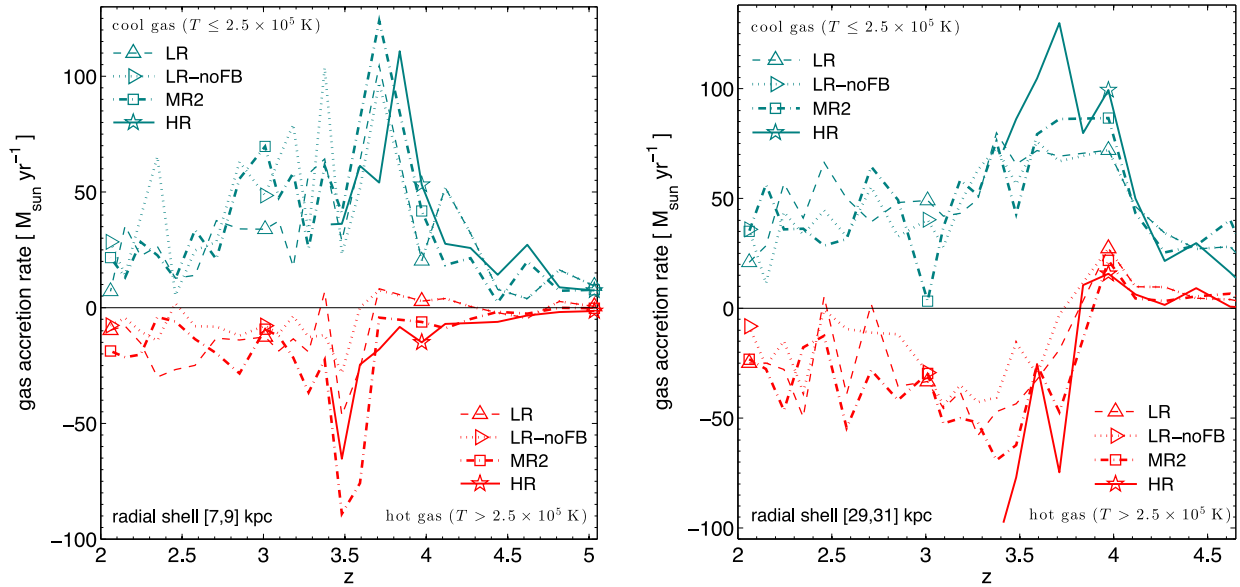 cool gas (T ≤ 2.5 × 10⁵ K)
LR
LR−noFB
MR2
HR
100
50
0
−50
−100
gas accretion rate [ M_sun yr⁻¹ ]
LR
LR−noFB
MR2
HR
radial shell [7,9] kpc
hot gas (T > 2.5 × 10⁵ K)
2 2.5 3 3.5 4 4.5 5
z
cool gas (T ≤ 2.5 × 10⁵ K)
LR
LR−noFB
MR2
HR
100
50
0
−50
−100
gas accretion rate [ M_sun yr⁻¹ ]
LR
LR−noFB
MR2
HR
hot gas (T > 2.5 × 10⁵ K)
radial shell [29,31] kpc
2 2.5 3 3.5 4 4.5
z